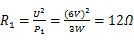 R₁ = U²/P₁ = (6V)²/3W = 12Ω